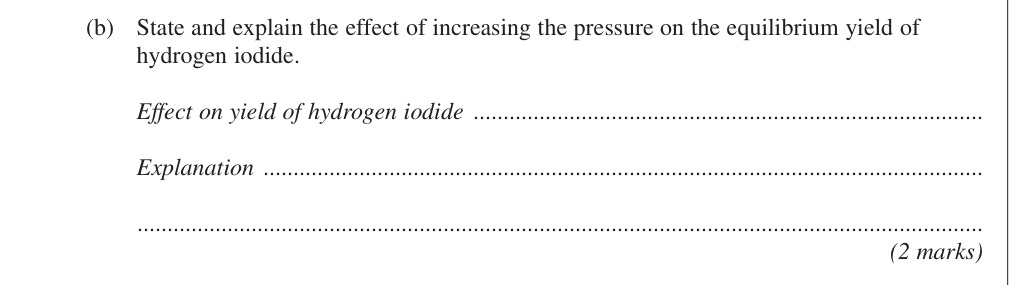 (b) State and explain the effect of increasing the pressure on the equilibrium yield of
hydrogen iodide.
Effect on yield of hydrogen iodide ......................................................................................
Explanation .........................................................................................................................
..............................................................................................................................................
(2 marks)